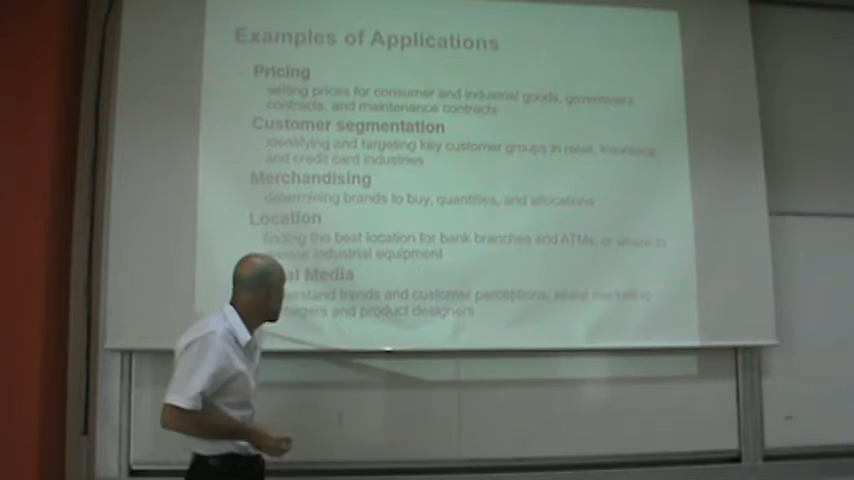 Examples of Applications
Pricing
setting prices for consumer and industrial goods, government
contracts, and maintenance contracts
Customer segmentation
identifying and targeting key customer groups in retail, insurance
and credit card industries
Merchandising
determining brands to buy, quantities, and allocations
Location
finding the best location for bank branches and ATMs, or where to
industrial equipment
al Media
erstand trends and customer perceptions, assist marketing
nagers and product designers